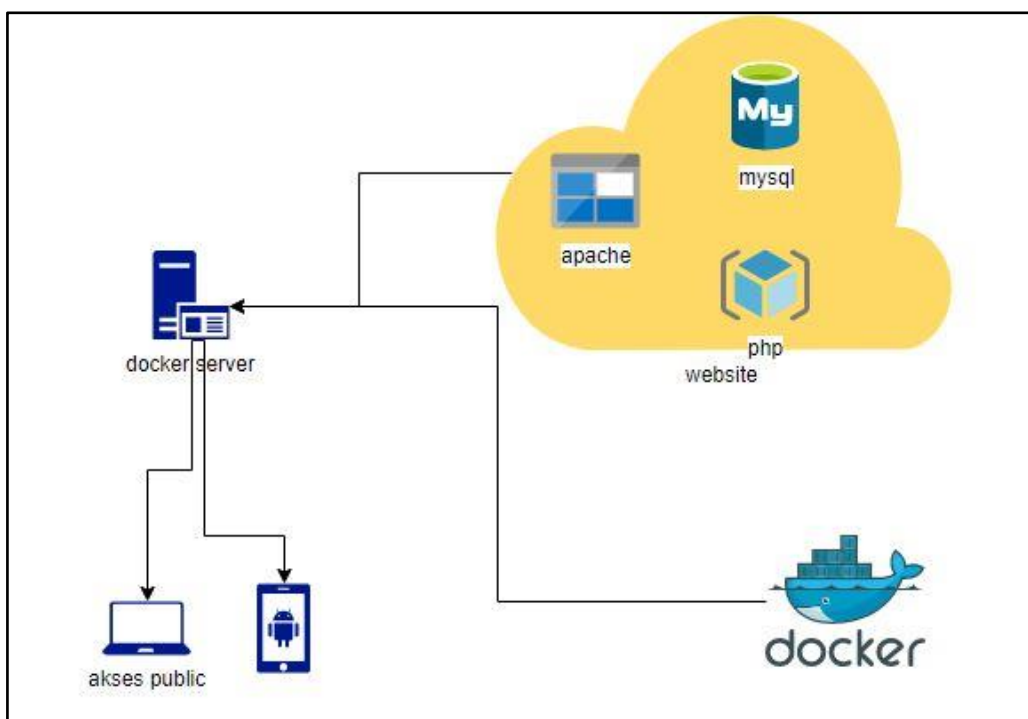 My
mysql
apache
php
website
docker server
akses public
docker